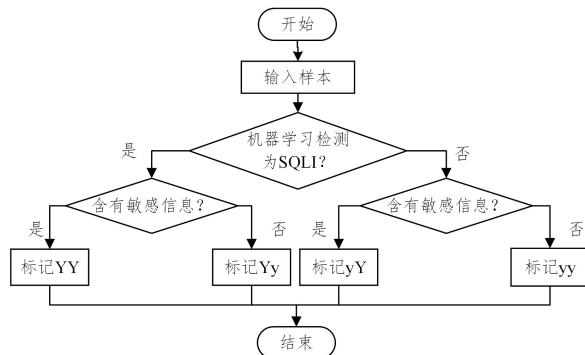 开始
输入样本
机器学习检测
为SQLI?
是
否
含有敏感信息?
含有敏感信息?
是
否
是
否
标记YY
标记Yy
标记yY
标记yy
结束